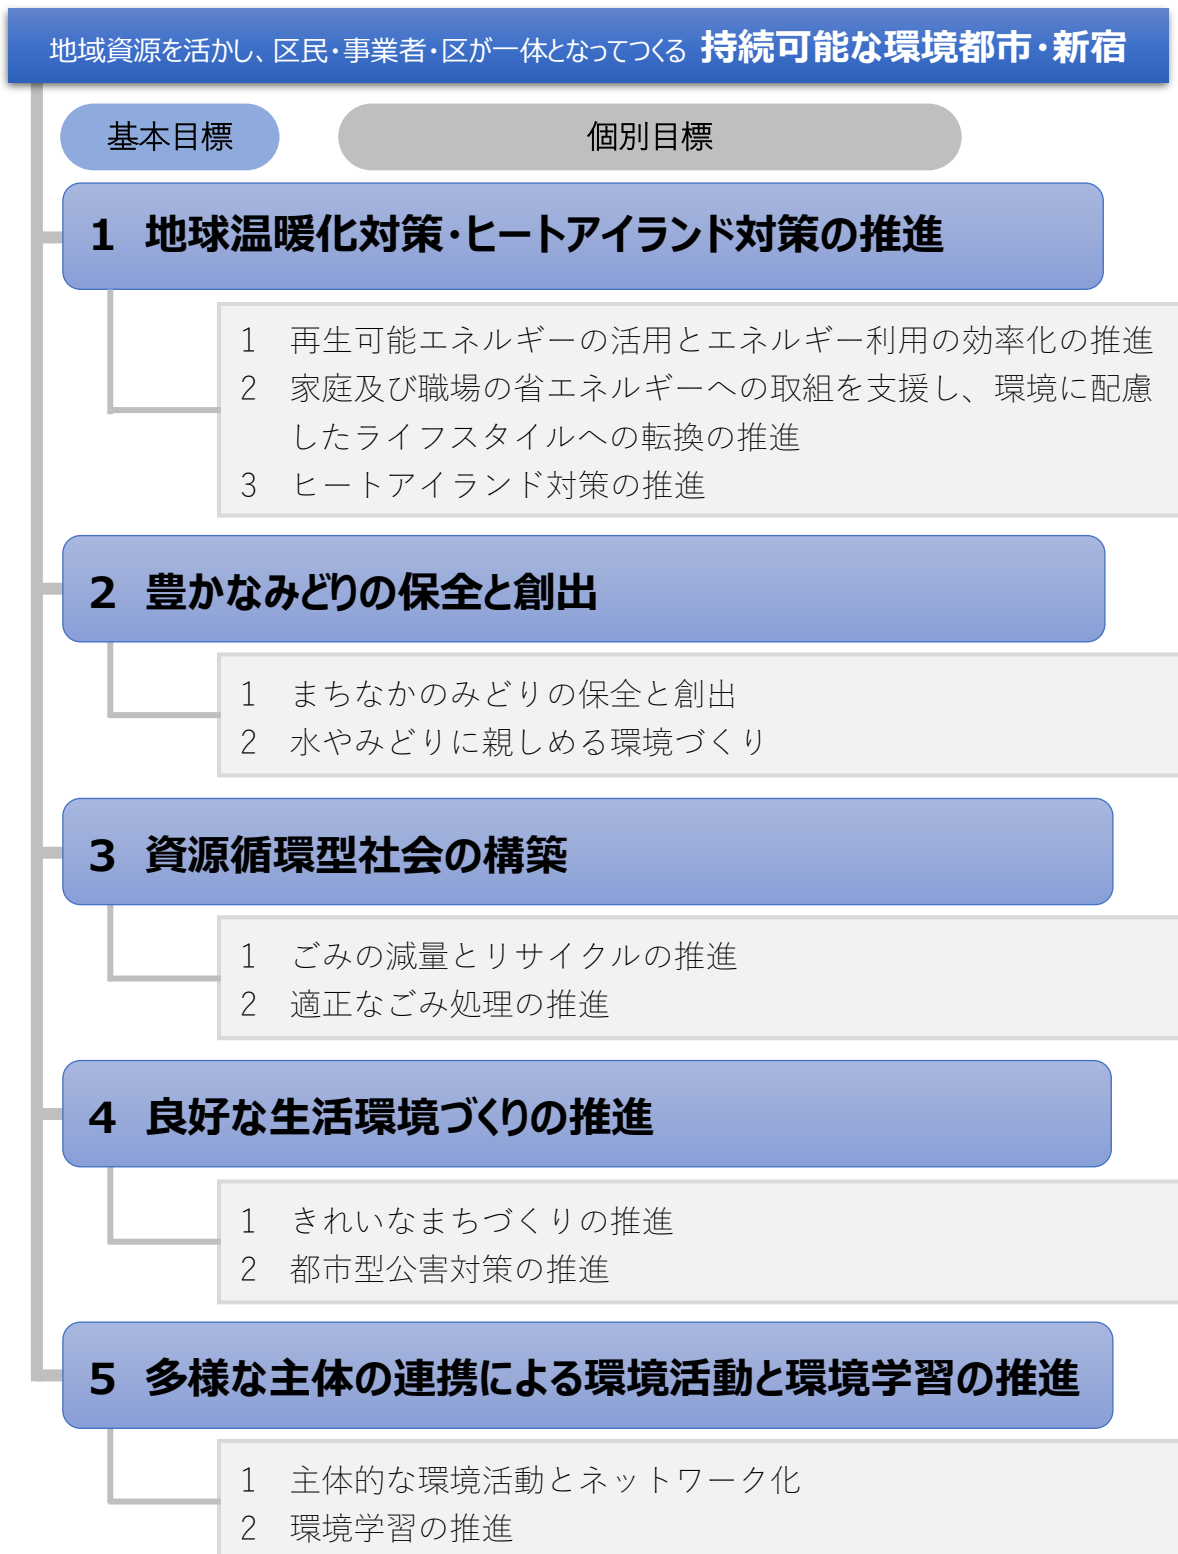 地域資源を活かし、区民・事業者・区が一体となってつくる 持続可能な環境都市・新宿
基本目標
個別目標
1 地球温暖化対策・ヒートアイランド対策の推進
1 再生可能エネルギーの活用とエネルギー利用の効率化の推進
2 家庭及び職場の省エネルギーへの取組を支援し、環境に配慮
したライフスタイルへの転換の推進
3 ヒートアイランド対策の推進
2 豊かなみどりの保全と創出
1 まちなかのみどりの保全と創出
2 水やみどりに親しめる環境づくり
3 資源循環型社会の構築
1 ごみの減量とリサイクルの推進
2 適正なごみ処理の推進
4 良好な生活環境づくりの推進
1 きれいなまちづくりの推進
2 都市型公害対策の推進
5 多様な主体の連携による環境活動と環境学習の推進
1 主体的な環境活動とネットワーク化
2 環境学習の推進